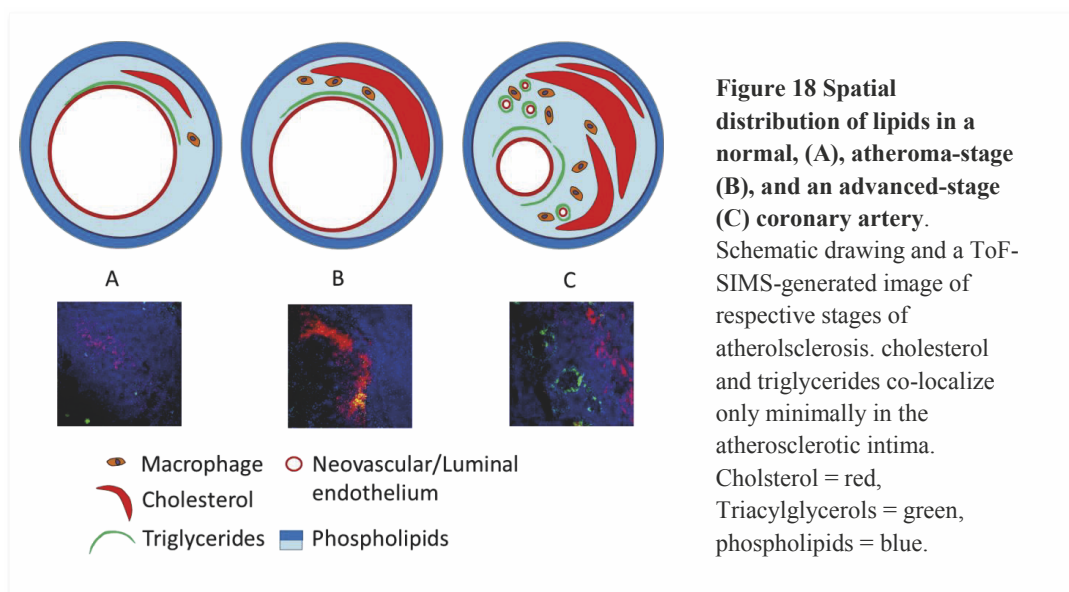 A
B
C
Macrophage
Neovascular/Luminal
endothelium
Cholesterol
Triglycerides
Phospholipids
Figure 18 Spatial
distribution of lipids in a
normal, (A), atheroma-stage
(B), and an advanced-stage
(C) coronary artery.
Schematic drawing and a ToF-
SIMS-generated image of
respective stages of
atherolsclerosis. cholesterol
and triglycerides co-localize
only minimally in the
atherosclerotic intima.
Cholsterol = red,
Triacylglycerols = green,
phospholipids = blue.